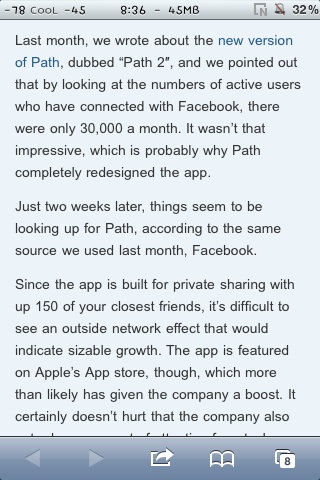 -78 COOL -45 8:36 - 45MB N 32%
Last month, we wrote about the new version
of Path, dubbed “Path 2″, and we pointed out
that by looking at the numbers of active users
who have connected with Facebook, there
were only 30,000 a month. It wasn’t that
impressive, which is probably why Path
completely redesigned the app.
Just two weeks later, things seem to be
looking up for Path, according to the same
source we used last month, Facebook.
Since the app is built for private sharing with
up 150 of your closest friends, it’s difficult to
see an outside network effect that would
indicate sizable growth. The app is featured
on Apple’s App store, though, which more
than likely has given the company a boost. It
certainly doesn’t hurt that the company also
8